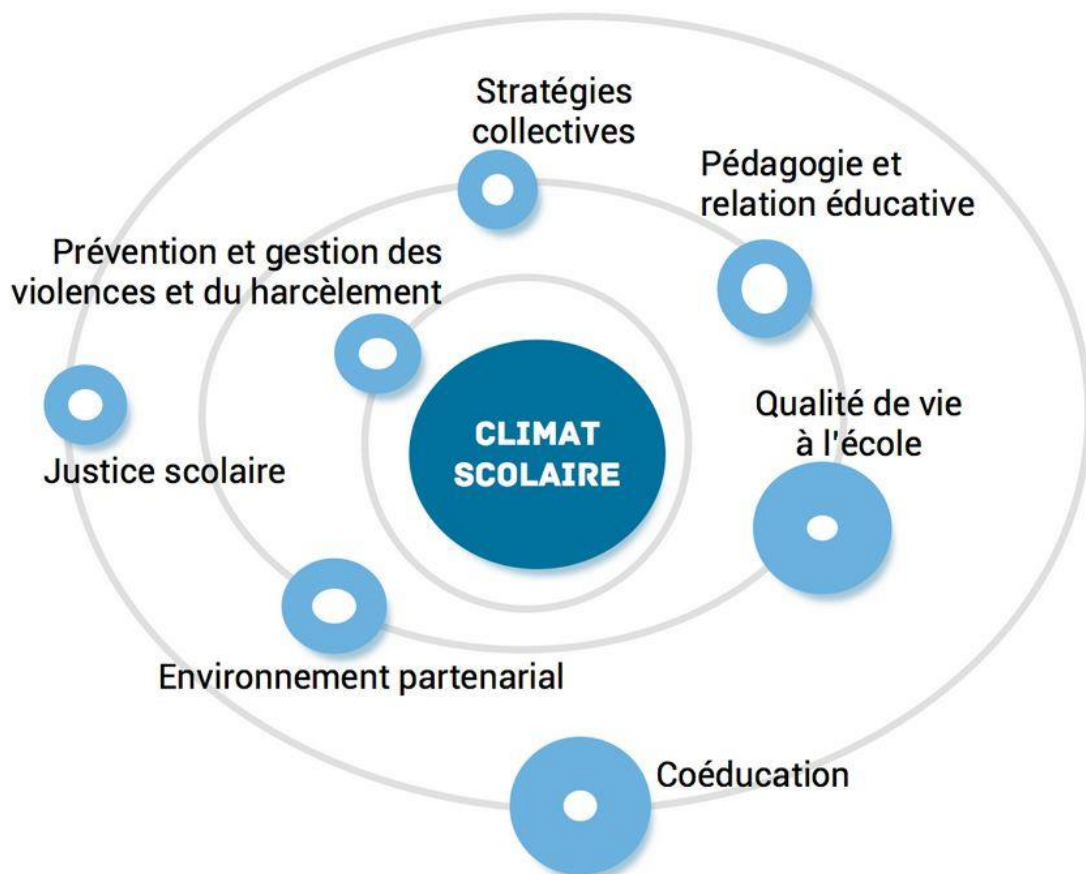 Stratégies
collectives
Pédagogie et
relation éducative
Prévention et gestion des
violences et du harcèlement
Qualité de vie
à l'école
CLIMAT
SCOLAIRE
Justice scolaire
Environnement partenarial
Coéducation